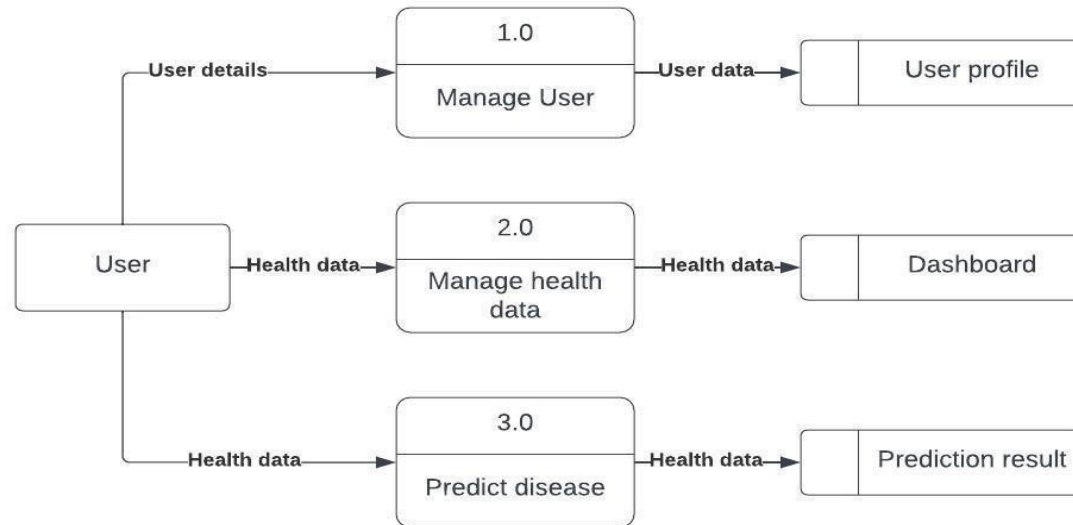 1.0
User details
Manage User
User data
User profile
User
Health data
2.0
Manage health
data
Health data
Dashboard
Health data
3.0
Predict disease
Health data
Prediction result